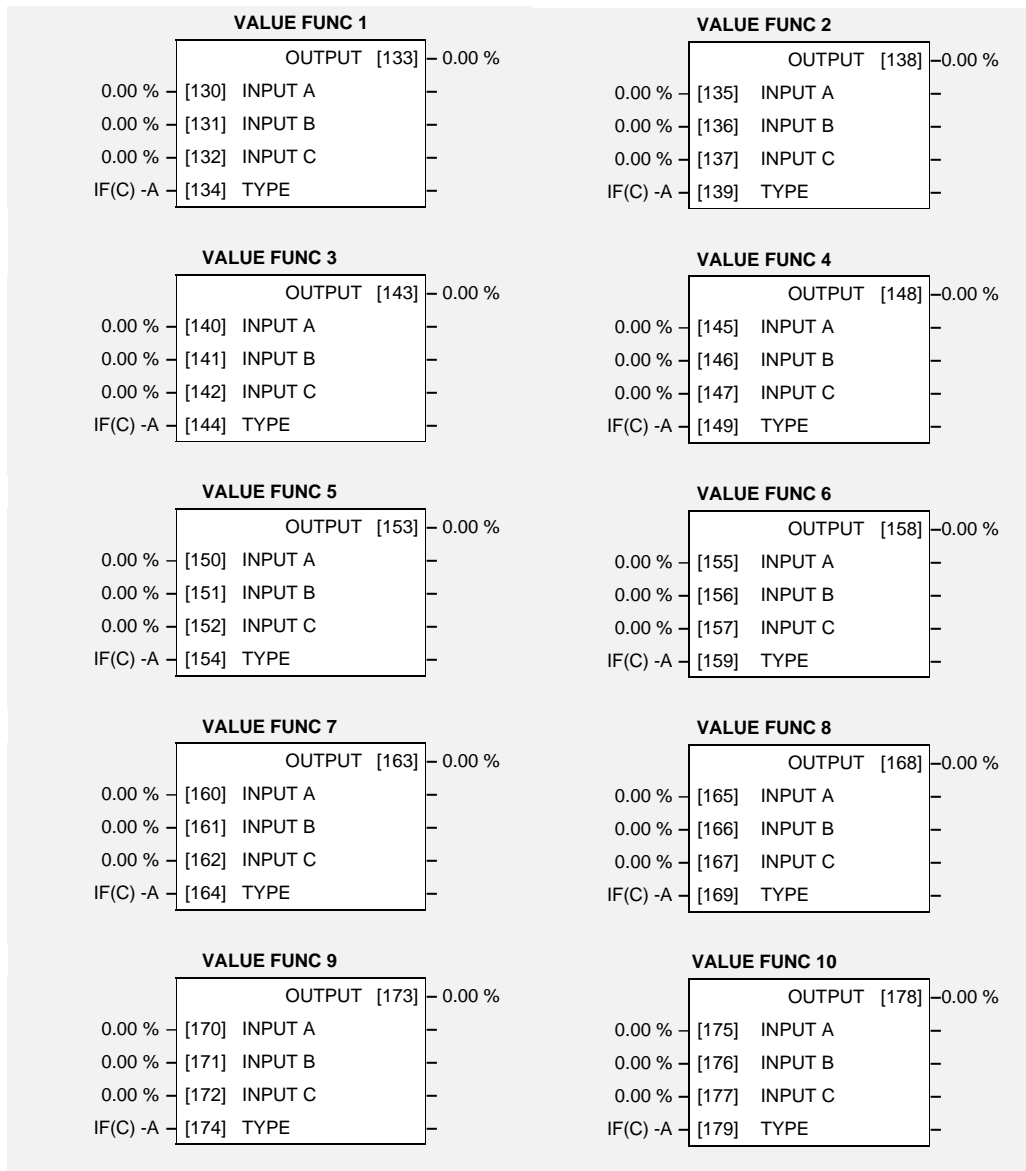 VALUE FUNC 1
OUTPUT [133] – 0.00 %
0.00 % – [130] INPUT A –
0.00 % – [131] INPUT B –
0.00 % – [132] INPUT C –
IF(C) -A – [134] TYPE –
VALUE FUNC 2
OUTPUT [138] –0.00 %
0.00 % – [135] INPUT A –
0.00 % – [136] INPUT B –
0.00 % – [137] INPUT C –
IF(C) -A – [139] TYPE –
VALUE FUNC 3
OUTPUT [143] – 0.00 %
0.00 % – [140] INPUT A –
0.00 % – [141] INPUT B –
0.00 % – [142] INPUT C –
IF(C) -A – [144] TYPE –
VALUE FUNC 4
OUTPUT [148] –0.00 %
0.00 % – [145] INPUT A –
0.00 % – [146] INPUT B –
0.00 % – [147] INPUT C –
IF(C) -A – [149] TYPE –
VALUE FUNC 5
OUTPUT [153] – 0.00 %
0.00 % – [150] INPUT A –
0.00 % – [151] INPUT B –
0.00 % – [152] INPUT C –
IF(C) -A – [154] TYPE –
VALUE FUNC 6
OUTPUT [158] –0.00 %
0.00 % – [155] INPUT A –
0.00 % – [156] INPUT B –
0.00 % – [157] INPUT C –
IF(C) -A – [159] TYPE –
VALUE FUNC 7
OUTPUT [163] – 0.00 %
0.00 % – [160] INPUT A –
0.00 % – [161] INPUT B –
0.00 % – [162] INPUT C –
IF(C) -A – [164] TYPE –
VALUE FUNC 8
OUTPUT [168] –0.00 %
0.00 % – [165] INPUT A –
0.00 % – [166] INPUT B –
0.00 % – [167] INPUT C –
IF(C) -A – [169] TYPE –
VALUE FUNC 9
OUTPUT [173] – 0.00 %
0.00 % – [170] INPUT A –
0.00 % – [171] INPUT B –
0.00 % – [172] INPUT C –
IF(C) -A – [174] TYPE –
VALUE FUNC 10
OUTPUT [178] –0.00 %
0.00 % – [175] INPUT A –
0.00 % – [176] INPUT B –
0.00 % – [177] INPUT C –
IF(C) -A – [179] TYPE –